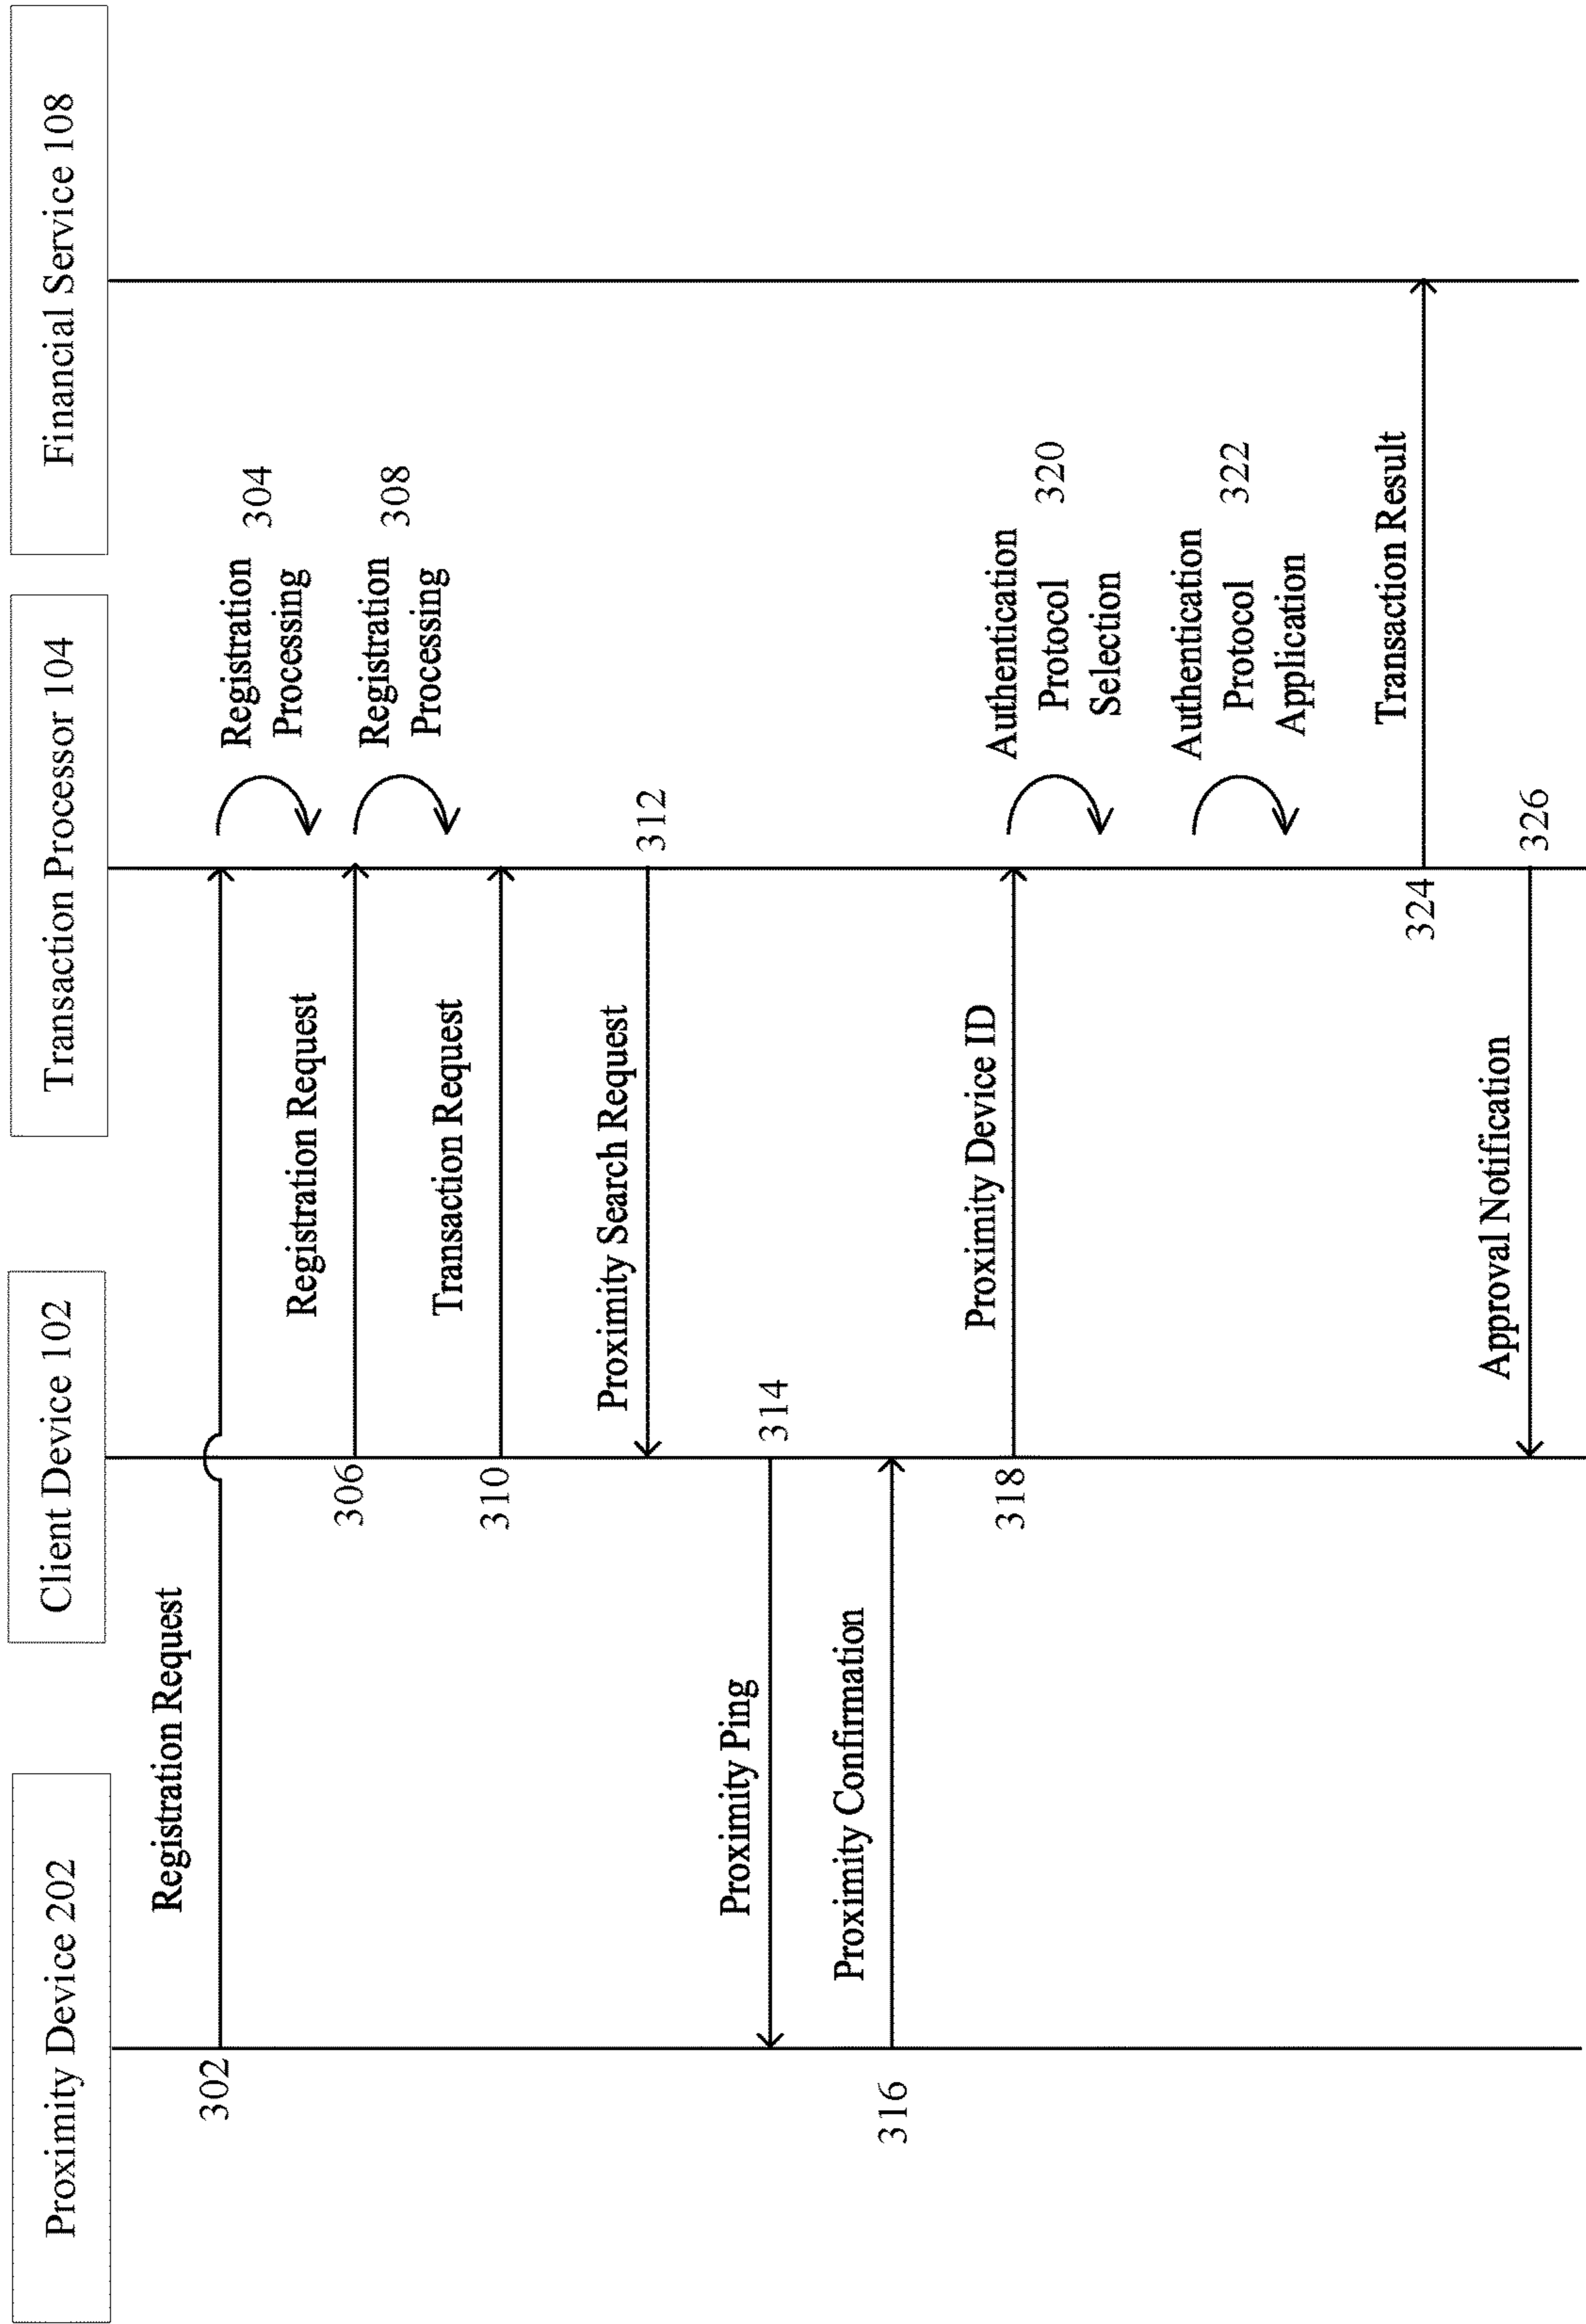 Proximity Device 202
Client Device 102
Transaction Processor 104
Financial Service 108
Registration Request
302
Registration 304
Processing
Registration Request
306
Registration 308
Processing
Transaction Request
310
Proximity Search Request
312
Proximity Ping
314
Proximity Confirmation
316
Proximity Device ID
318
Authentication
Protocol 320
Selection
Authentication
Protocol 322
Application
Transaction Result
324
Approval Notification
326